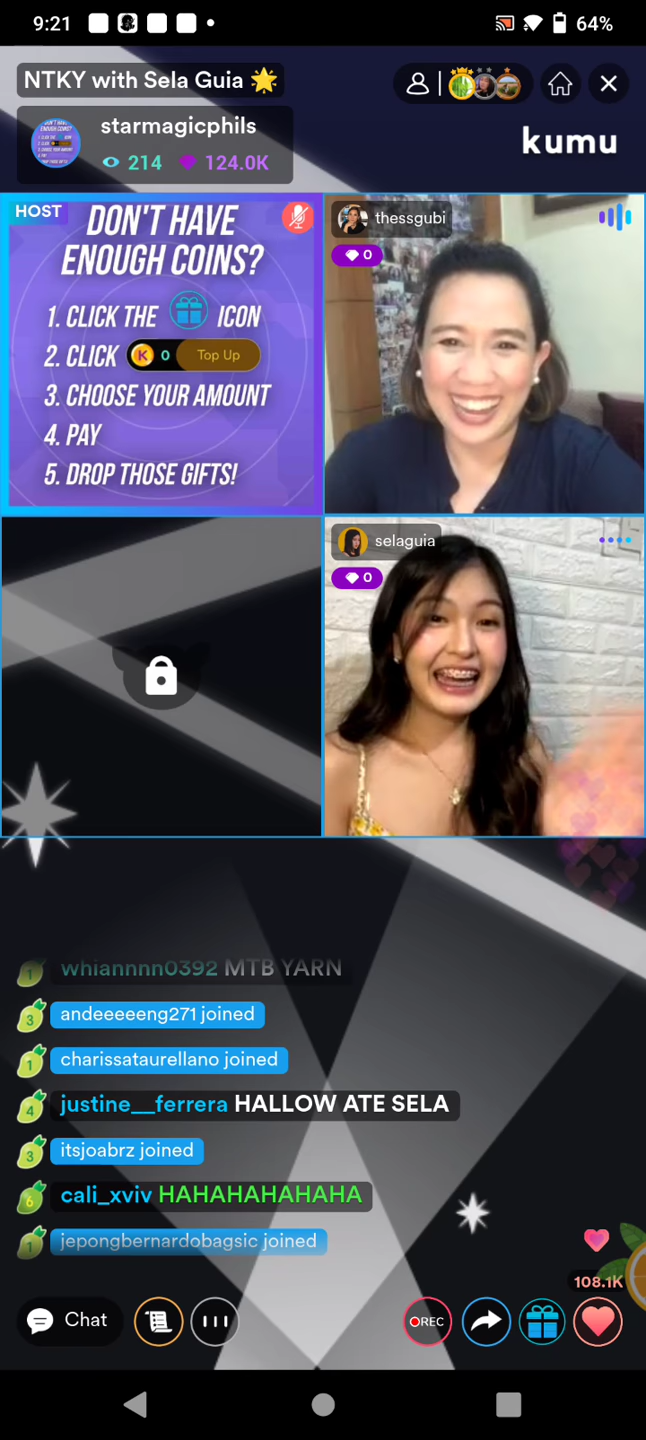 9:21
64%
NTKY with Sela Guia 🌟
starmagicphils
214 124.0K
kumu
HOST
DON'T HAVE
ENOUGH COINS?
1. CLICK THE ICON
2. CLICK K 0 Top Up
3. CHOOSE YOUR AMOUNT
4. PAY
5. DROP THOSE GIFTS!
thessgubi
0
selaguia
0
1 whiannnn0392 MTB YARN
3 andeeeeeng271 joined
1 charissataurellano joined
4 justine__ferrera HALLOW ATE SELA
3 itsjoabrz joined
6 cali_xviv HAHAHAHAHAHA
1 jepongbernardobagsic joined
108.1K
Chat
REC